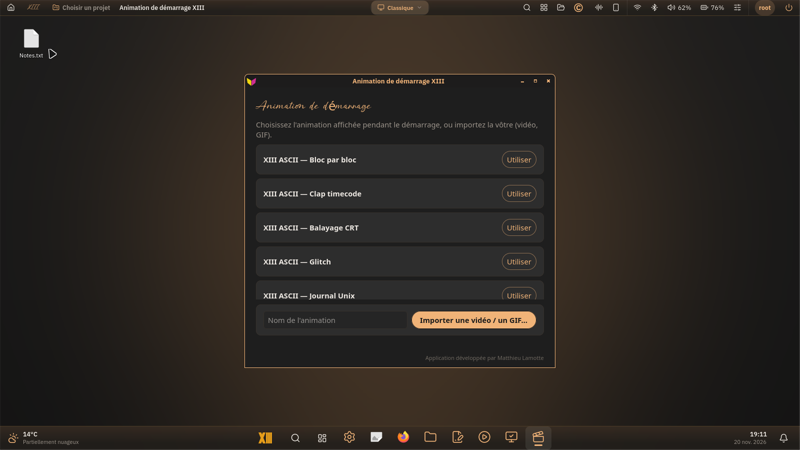 XIII
Choisir un projet
Animation de démarrage XIII
Classique
62%
76%
root
Notes.txt
Animation de démarrage XIII
Animation de démarrage
Choisissez l'animation affichée pendant le démarrage, ou importez la vôtre (vidéo,
GIF).
XIII ASCII — Bloc par bloc
Utiliser
XIII ASCII — Clap timecode
Utiliser
XIII ASCII — Balayage CRT
Utiliser
XIII ASCII — Glitch
Utiliser
XIII ASCII — Journal Unix
Utiliser
Nom de l'animation
Importer une vidéo / un GIF...
Application développée par Matthieu Lamotte
14°C
Partiellement nuageux
XIII
19:11
20 nov. 2026